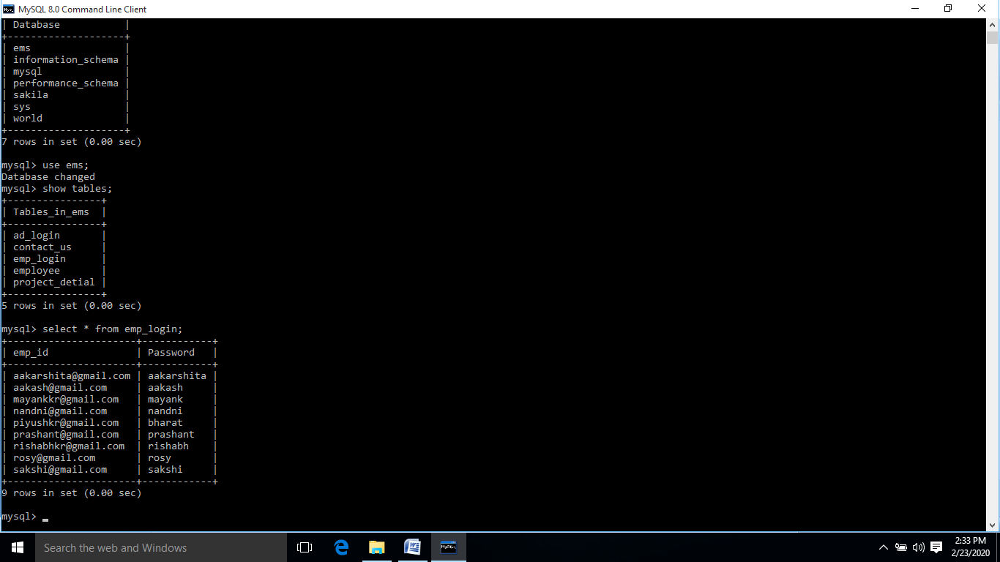 MySQL 8.0 Command Line Client
| Database           |
+--------------------+
| ems                |
| information_schema |
| mysql              |
| performance_schema |
| sakila             |
| sys                |
| world              |
+--------------------+
7 rows in set (0.00 sec)
mysql> use ems;
Database changed
mysql> show tables;
+----------------+
| Tables_in_ems  |
+----------------+
| ad_login       |
| contact_us     |
| emp_login      |
| employee       |
| project_detial |
+----------------+
5 rows in set (0.00 sec)
mysql> select * from emp_login;
+----------------------+------------+
| emp_id               | Password   |
+----------------------+------------+
| aakarshita@gmail.com | aakarshita |
| aakash@gmail.com     | aakash     |
| mayankkr@gmail.com   | mayank     |
| nandni@gmail.com     | nandni     |
| piyushkr@gmail.com   | bharat     |
| prashant@gmail.com   | prashant   |
| rishabhkr@gmail.com  | rishabh    |
| rosy@gmail.com       | rosy       |
| sakshi@gmail.com     | sakshi     |
+----------------------+------------+
9 rows in set (0.00 sec)
mysql> _
Search the web and Windows
2:33 PM
2/23/2020